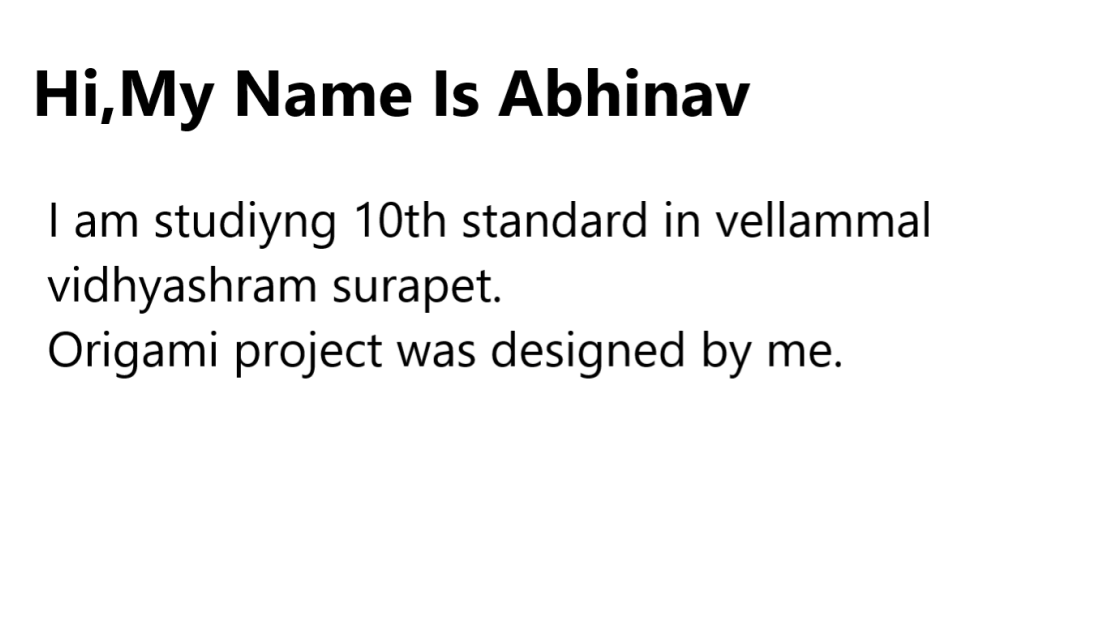 Hi,My Name Is Abhinav
I am studiyng 10th standard in vellammal
vidhyashram surapet.
Origami project was designed by me.